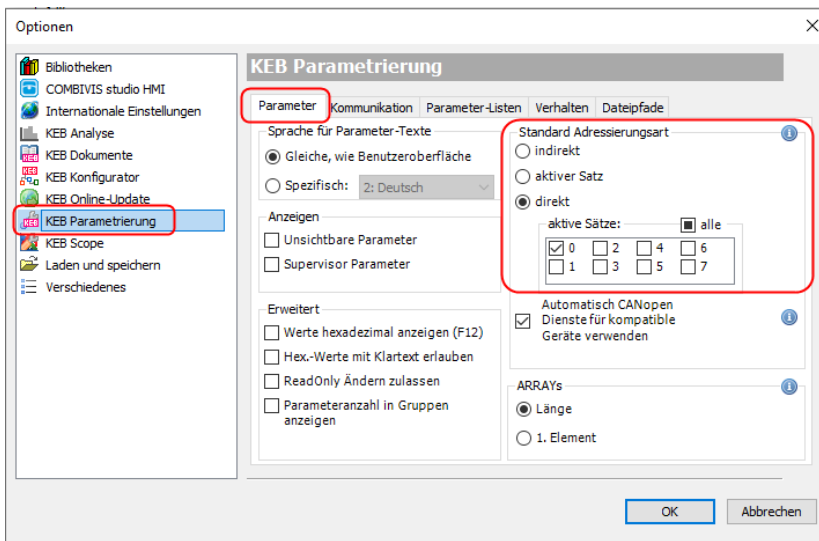 Optionen
Bibliotheken
COMBIVIS studio HMI
Internationale Einstellungen
KEB Analyse
KEB Dokumente
KEB Konfigurator
KEB Online-Update
KEB Parametrierung
KEB Scope
Laden und speichern
Verschiedenes
KEB Parametrierung
Parameter Kommunikation Parameter-Listen Verhalten Dateipfade
Sprache für Parameter-Texte
Gleiche, wie Benutzeroberfläche
Spezifisch: 2: Deutsch
Anzeigen
Unsichtbare Parameter
Supervisor Parameter
Erweitert
Werte hexadezimal anzeigen (F12)
Hex.-Werte mit Klartext erlauben
ReadOnly Ändern zulassen
Parameteranzahl in Gruppen
anzeigen
Standard Adressierungsart
indirekt
aktiver Satz
direkt
aktive Sätze: alle
0 2 4 6
1 3 5 7
Automatisch CANopen
Dienste für kompatible
Geräte verwenden
ARRAYs
Länge
1. Element
OK Abbrechen